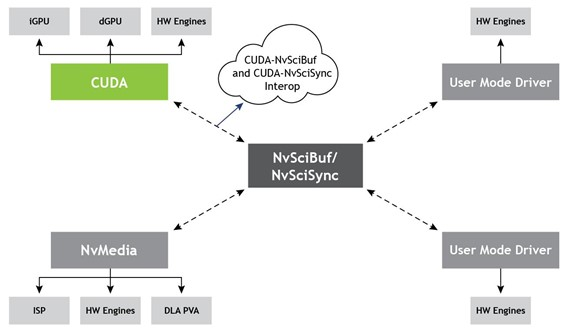 iGPU
dGPU
HW Engines
HW Engines
CUDA-NvSciBuf
and CUDA-NvSciSync
Interop
CUDA
User Mode Driver
NvSciBuf/
NvSciSync
NvMedia
User Mode Driver
ISP
HW Engines
DLA PVA
HW Engines